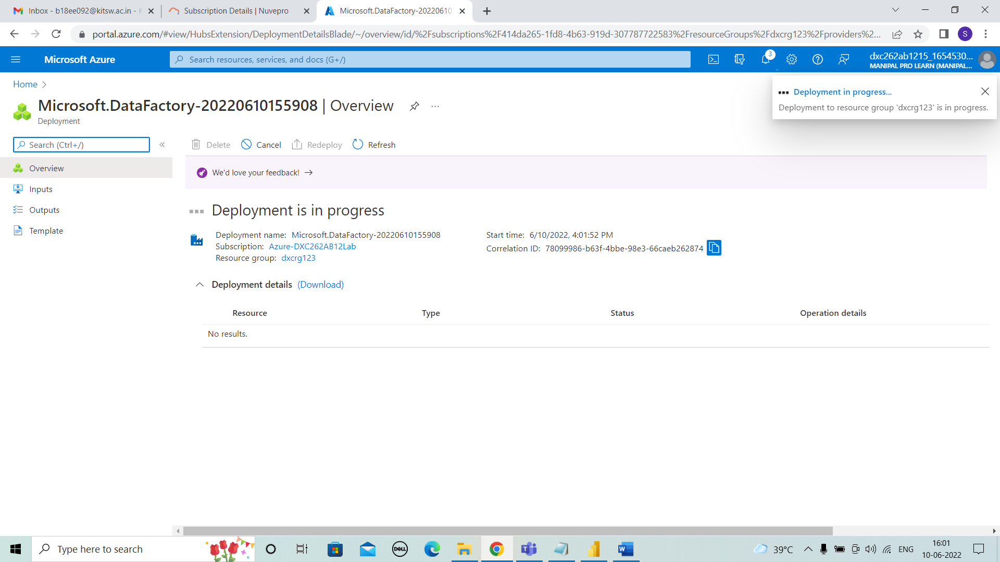 Inbox - b18ee092@kitsw.ac.in - K
Subscription Details | Nuvepro
Microsoft.DataFactory-20220610
portal.azure.com/#view/HubsExtension/DeploymentDetailsBlade/~/overview/id/%2Fsubscriptions%2F414da265-1fd8-4b63-919d-307787722583%2FresourceGroups%2Fdxcrg123%2Fproviders%2...
S
Microsoft Azure
Search resources, services, and docs (G+/)
3
dxc262ab1215_1654530...
MANIPAL PRO LEARN (MANIPAL...
Home
Deployment in progress...
Deployment to resource group 'dxcrg123' is in progress.
Microsoft.DataFactory-20220610155908 | Overview
...
Deployment
Search (Ctrl+/)
«
Delete
Cancel
Redeploy
Refresh
Overview
Inputs
Outputs
Template
We'd love your feedback! →
Deployment is in progress
Deployment name: Microsoft.DataFactory-20220610155908
Subscription: Azure-DXC262AB12Lab
Resource group: dxcrg123
Start time: 6/10/2022, 4:01:52 PM
Correlation ID: 78099986-b63f-4bbe-98e3-66caeb262874
Deployment details (Download)
Resource Type Status Operation details
No results.
Type here to search
DELL
W
39°C
ENG
16:01
10-06-2022